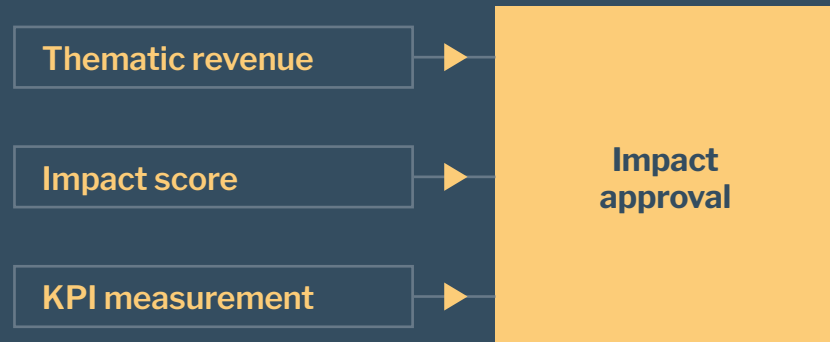 Thematic revenue
Impact score
KPI measurement
Impact
approval